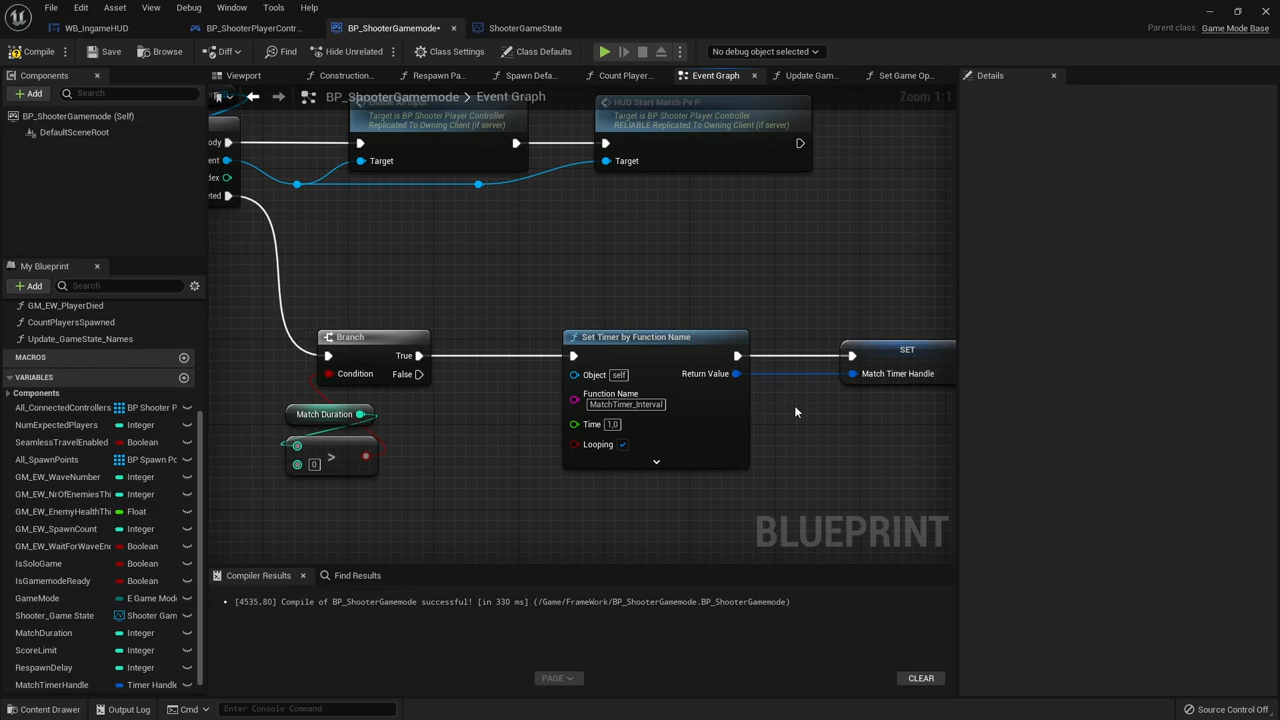 File Edit Asset View Debug Window Tools Help
Parent class: Game Mode Base
WB_IngameHUD
BP_ShooterPlayerContr...
BP_ShooterGamemode*
ShooterGameState
Compile
Save
Browse
Diff
Find
Hide Unrelated
Class Settings
Class Defaults
No debug object selected
Components
Viewport
Construction...
Respawn Pa...
Spawn Defa...
Count Player...
Event Graph
Update Gam...
Set Game Op...
Details
+ Add
Search
BP_ShooterGamemode > Event Graph
Zoom 1:1
BP_ShooterGamemode (Self)
DefaultSceneRoot
Target is BP Shooter Player Controller
Replicated To Owning Client (if server)
HUD Start Match Pv P
Target is BP Shooter Player Controller
RELIABLE Replicated To Owning Client (if server)
ody
ent
Target
Target
dex
eted
My Blueprint
+ Add
Search
GM_EW_PlayerDied
CountPlayersSpawned
Update_GameState_Names
MACROS
VARIABLES
Components
All_ConnectedControllers BP Shooter P
NumExpectedPlayers Integer
SeamlessTravelEnabled Boolean
All_SpawnPoints BP Spawn Po
GM_EW_WaveNumber Integer
GM_EW_NrOfEnemiesThi Integer
GM_EW_EnemyHealthThi Float
GM_EW_SpawnCount Integer
GM_EW_WaitForWaveEnd Boolean
IsSoloGame Boolean
IsGamemodeReady Boolean
GameMode E Game Mode
Shooter_Game State Shooter Gam
MatchDuration Integer
ScoreLimit Integer
RespawnDelay Integer
MatchTimerHandle Timer Handle
Branch
True
Condition
False
Match Duration
>
0
Set Timer by Function Name
Object self
Return Value
Function Name
MatchTimer_Interval
Time 1,0
Looping
SET
Match Timer Handle
BLUEPRINT
Compiler Results
Find Results
[4535,80] Compile of BP_ShooterGamemode successful! [in 330 ms] (/Game/FrameWork/BP_ShooterGamemode.BP_ShooterGamemode)
PAGE
CLEAR
Content Drawer
Output Log
Cmd
Enter Console Command
Source Control Off